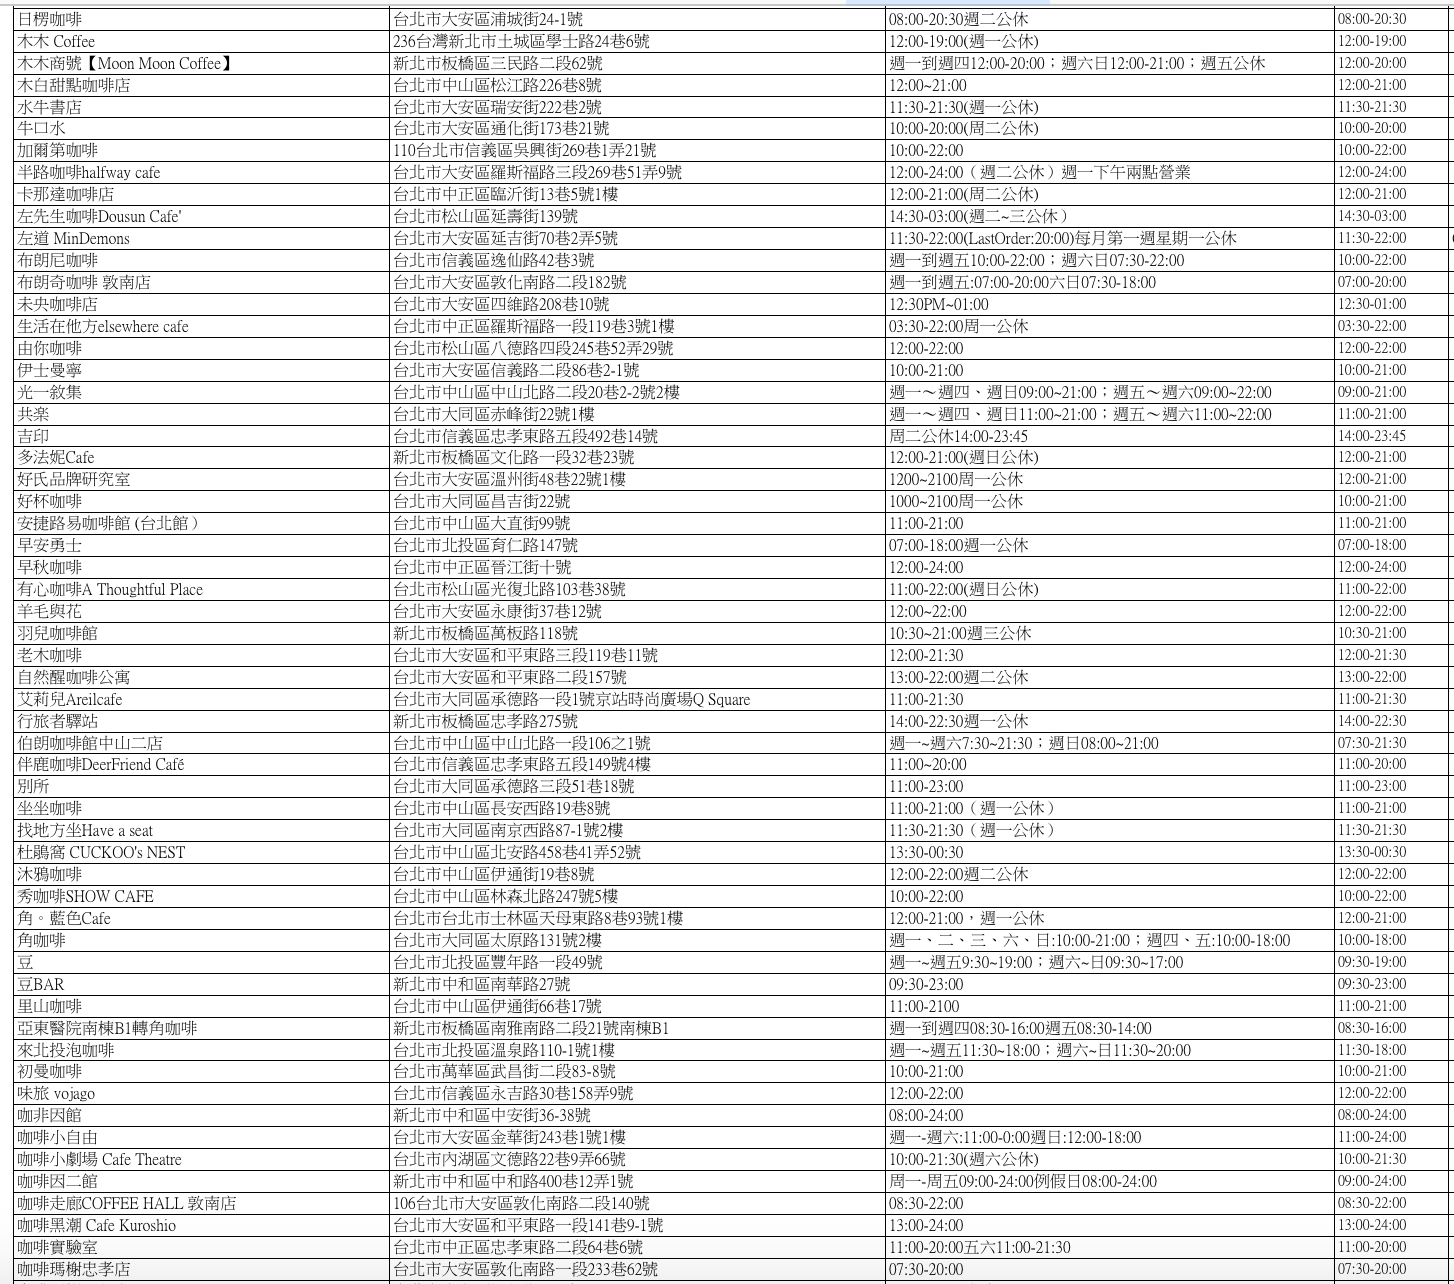 日楞咖啡 台北市大安區浦城街24-1號 08:00-20:30週二公休 08:00-20:30
木木 Coffee 236台灣新北市土城區學士路24巷6號 12:00-19:00(週一公休) 12:00-19:00
木木商號【Moon Moon Coffee】 新北市板橋區三民路二段62號 週一到週四12:00-20:00；週六日12:00-21:00；週五公休 12:00-20:00
木白甜點咖啡店 台北市中山區松江路226巷8號 12:00~21:00 12:00-21:00
水牛書店 台北市大安區瑞安街222巷2號 11:30-21:30(週一公休) 11:30-21:30
牛口水 台北市大安區通化街173巷21號 10:00-20:00(周二公休) 10:00-20:00
加爾第咖啡 110台北市信義區吳興街269巷1弄21號 10:00-22:00 10:00-22:00
半路咖啡halfway cafe 台北市大安區羅斯福路三段269巷51弄9號 12:00-24:00（週二公休）週一下午兩點營業 12:00-24:00
卡那達咖啡店 台北市中正區臨沂街13巷5號1樓 12:00-21:00(周二公休) 12:00-21:00
左先生咖啡Dousun Cafe' 台北市松山區延壽街139號 14:30-03:00(週二~三公休） 14:30-03:00
左道 MinDemons 台北市大安區延吉街70巷2弄5號 11:30-22:00(LastOrder:20:00)每月第一週星期一公休 11:30-22:00
布朗尼咖啡 台北市信義區逸仙路42巷3號 週一到週五10:00-22:00；週六日07:30-22:00 10:00-22:00
布朗奇咖啡 敦南店 台北市大安區敦化南路二段182號 週一到週五:07:00-20:00六日07:30-18:00 07:00-20:00
未央咖啡店 台北市大安區四維路208巷10號 12:30PM~01:00 12:30-01:00
生活在他方elsewhere cafe 台北市中正區羅斯福路一段119巷3號1樓 03:30-22:00周一公休 03:30-22:00
由你咖啡 台北市松山區八德路四段245巷52弄29號 12:00-22:00 12:00-22:00
伊士曼寧 台北市大安區信義路二段86巷2-1號 10:00-21:00 10:00-21:00
光一敘集 台北市中山區中山北路二段20巷2-2號2樓 週一～週四、週日09:00~21:00；週五～週六09:00~22:00 09:00-21:00
共楽 台北市大同區赤峰街22號1樓 週一～週四、週日11:00~21:00；週五～週六11:00~22:00 11:00-21:00
吉印 台北市信義區忠孝東路五段492巷14號 周二公休14:00-23:45 14:00-23:45
多法妮Cafe 新北市板橋區文化路一段32巷23號 12:00-21:00(週日公休) 12:00-21:00
好氏品牌研究室 台北市大安區溫州街48巷22號1樓 1200~2100周一公休 12:00-21:00
好杯咖啡 台北市大同區昌吉街22號 1000~2100周一公休 10:00-21:00
安捷路易咖啡館 (台北館） 台北市中山區大直街99號 11:00-21:00 11:00-21:00
早安勇士 台北市北投區育仁路147號 07:00-18:00週一公休 07:00-18:00
早秋咖啡 台北市中正區晉江街十號 12:00-24:00 12:00-24:00
有心咖啡A Thoughtful Place 台北市松山區光復北路103巷38號 11:00-22:00(週日公休) 11:00-22:00
羊毛與花 台北市大安區永康街37巷12號 12:00~22:00 12:00-22:00
羽兒咖啡館 新北市板橋區萬板路118號 10:30~21:00週三公休 10:30-21:00
老木咖啡 台北市大安區和平東路三段119巷11號 12:00-21:30 12:00-21:30
自然醒咖啡公寓 台北市大安區和平東路二段157號 13:00-22:00週二公休 13:00-22:00
艾莉兒Areilcafe 台北市大同區承德路一段1號京站時尚廣場Q Square 11:00-21:30 11:00-21:30
行旅者驛站 新北市板橋區忠孝路275號 14:00-22:30週一公休 14:00-22:30
伯朗咖啡館中山二店 台北市中山區中山北路一段106之1號 週一~週六7:30~21:30；週日08:00~21:00 07:30-21:30
伴鹿咖啡DeerFriend Café 台北市信義區忠孝東路五段149號4樓 11:00~20:00 11:00-20:00
別所 台北市大同區承德路三段51巷18號 11:00-23:00 11:00-23:00
坐坐咖啡 台北市中山區長安西路19巷8號 11:00-21:00（週一公休） 11:00-21:00
找地方坐Have a seat 台北市大同區南京西路87-1號2樓 11:30-21:30（週一公休） 11:30-21:30
杜鵑窩 CUCKOO's NEST 台北市中山區北安路458巷41弄52號 13:30-00:30 13:30-00:30
沐鴉咖啡 台北市中山區伊通街19巷8號 12:00-22:00週二公休 12:00-22:00
秀咖啡SHOW CAFE 台北市中山區林森北路247號5樓 10:00-22:00 10:00-22:00
角。藍色Cafe 台北市台北市士林區天母東路8巷93號1樓 12:00-21:00，週一公休 12:00-21:00
角咖啡 台北市大同區太原路131號2樓 週一、二、三、六、日:10:00-21:00；週四、五:10:00-18:00 10:00-18:00
豆 台北市北投區豐年路一段49號 週一~週五9:30~19:00；週六~日09:30~17:00 09:30-19:00
豆BAR 新北市中和區南華路27號 09:30-23:00 09:30-23:00
里山咖啡 台北市中山區伊通街66巷17號 11:00-2100 11:00-21:00
亞東醫院南棟B1轉角咖啡 新北市板橋區南雅南路二段21號南棟B1 週一到週四08:30-16:00週五08:30-14:00 08:30-16:00
來北投泡咖啡 台北市北投區溫泉路110-1號1樓 週一~週五11:30~18:00；週六~日11:30~20:00 11:30-18:00
初曼咖啡 台北市萬華區武昌街二段83-8號 10:00-21:00 10:00-21:00
味旅 vojago 台北市信義區永吉路30巷158弄9號 12:00-22:00 12:00-22:00
咖非因館 新北市中和區中安街36-38號 08:00-24:00 08:00-24:00
咖啡小自由 台北市大安區金華街243巷1號1樓 週一-週六:11:00-0:00週日:12:00-18:00 11:00-24:00
咖啡小劇場 Cafe Theatre 台北市內湖區文德路22巷9弄66號 10:00-21:30(週六公休) 10:00-21:30
咖啡因二館 新北市中和區中和路400巷12弄1號 周一-周五09:00-24:00例假日08:00-24:00 09:00-24:00
咖啡走廊COFFEE HALL 敦南店 106台北市大安區敦化南路二段140號 08:30-22:00 08:30-22:00
咖啡黑潮 Cafe Kuroshio 台北市大安區和平東路一段141巷9-1號 13:00-24:00 13:00-24:00
咖啡實驗室 台北市中正區忠孝東路二段64巷6號 11:00-20:00五六11:00-21:30 11:00-20:00
咖啡瑪榭忠孝店 台北市大安區敦化南路一段233巷62號 07:30-20:00 07:30-20:00